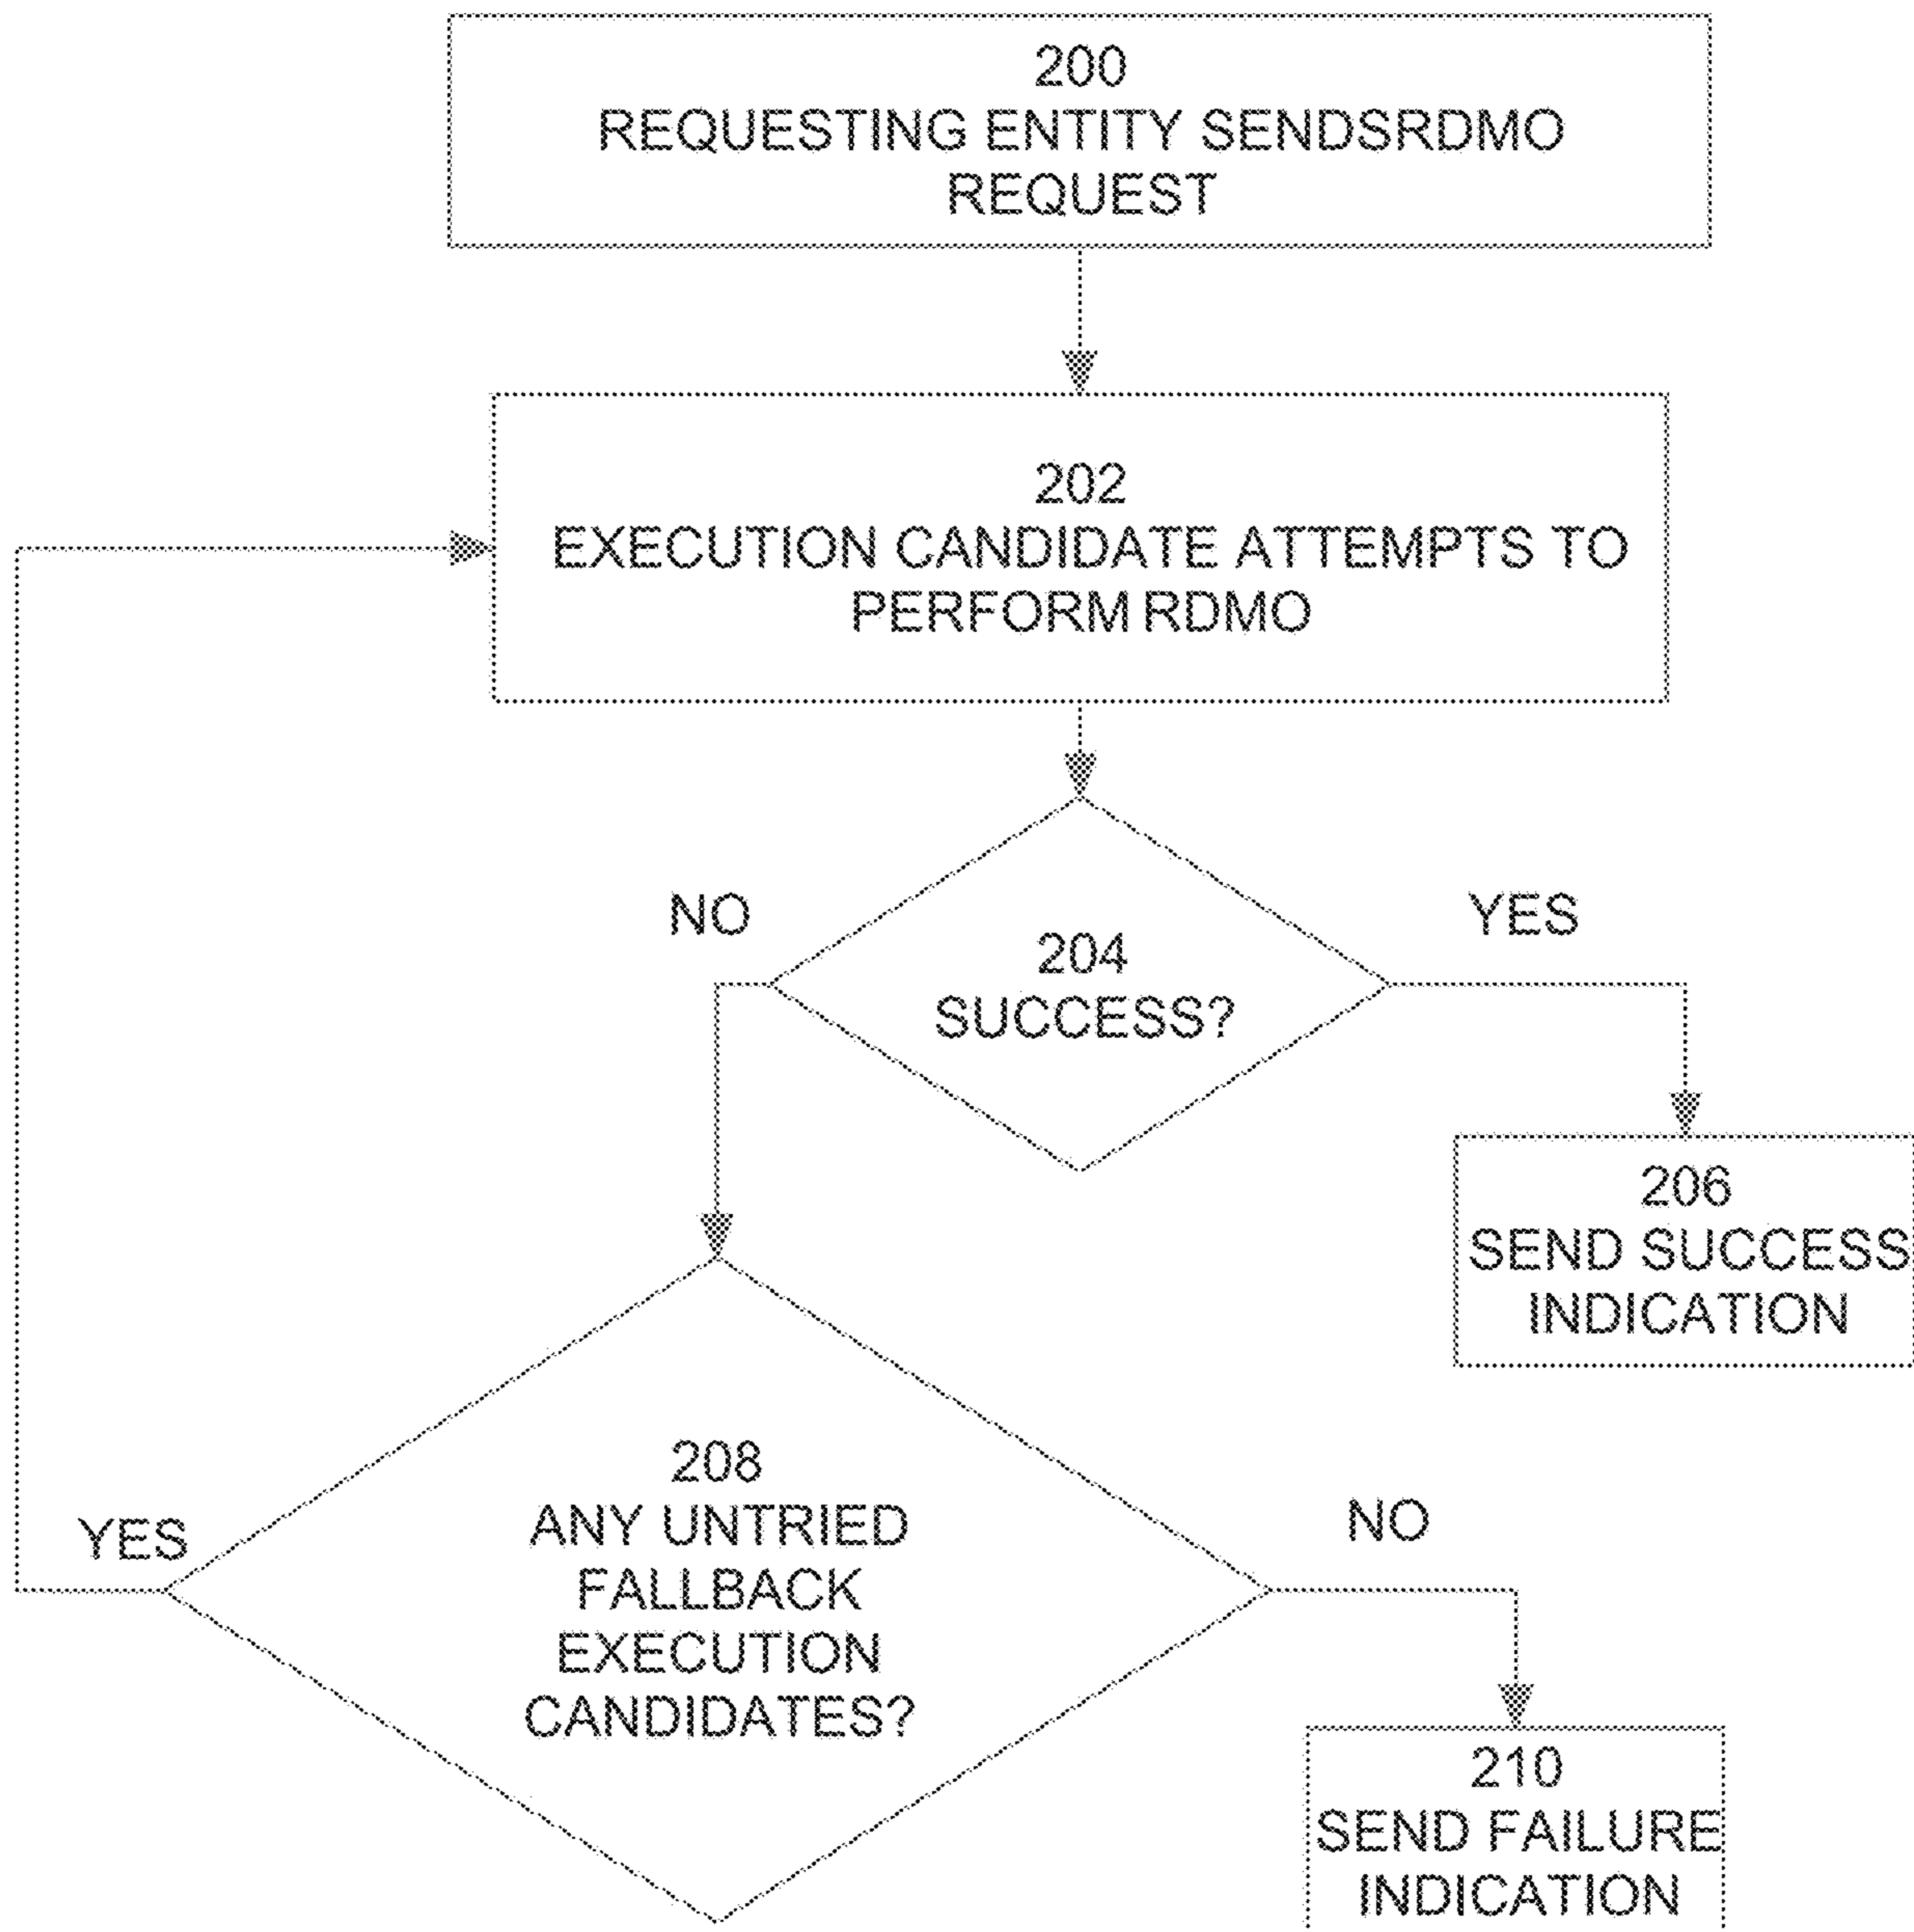 200
REQUESTING ENTITY SENDSRDMO
REQUEST
202
EXECUTION CANDIDATE ATTEMPTS TO
PERFORM RDMO
NO
YES
204
SUCCESS?
206
SEND SUCCESS
INDICATION
208
ANY UNTRIED
FALLBACK
EXECUTION
CANDIDATES?
YES
NO
210
SEND FAILURE
INDICATION